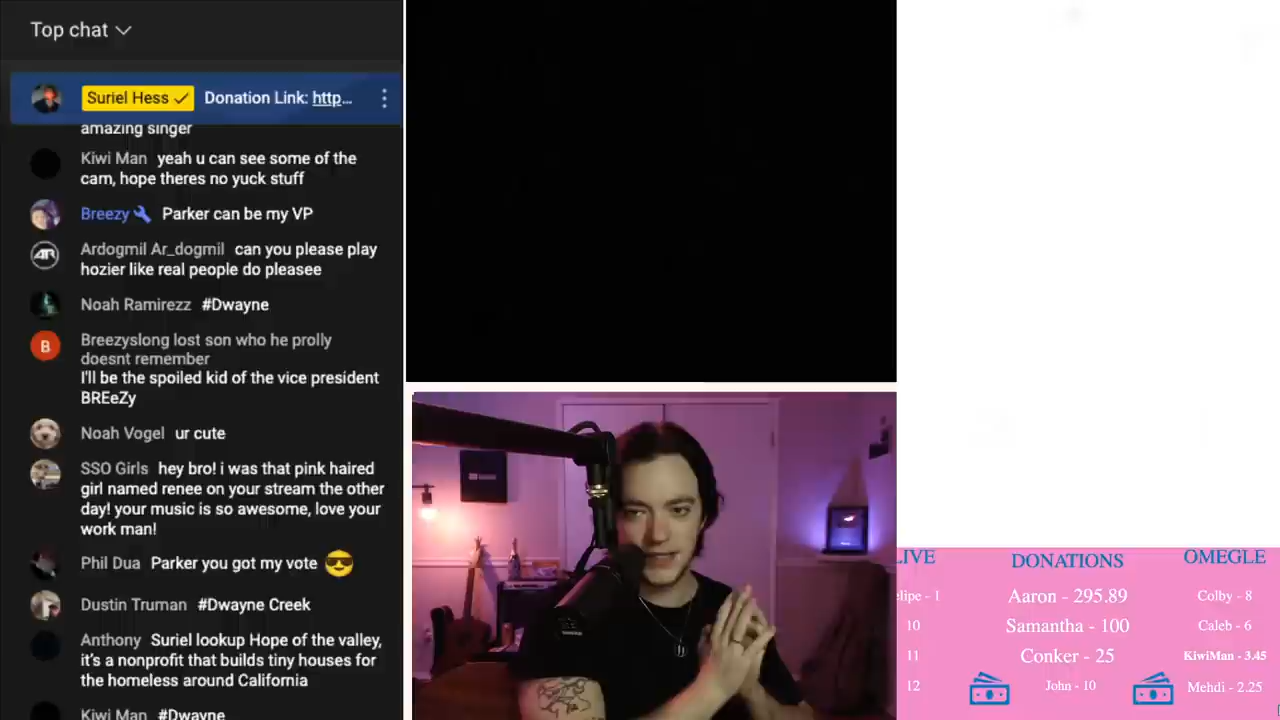 Top chat
Suriel Hess Donation Link: http...
amazing singer
Kiwi Man yeah u can see some of the
cam, hope theres no yuck stuff
Breezy Parker can be my VP
Ardogmil Ar_dogmil can you please play
hozier like real people do pleasee
Noah Ramirezz #Dwayne
B
Breezyslong lost son who he prolly
doesnt remember
I'll be the spoiled kid of the vice president
BREeZy
Noah Vogel ur cute
SSO Girls hey bro! i was that pink haired
girl named renee on your stream the other
day! your music is so awesome, love your
work man!
Phil Dua Parker you got my vote
Dustin Truman #Dwayne Creek
Anthony Suriel lookup Hope of the valley,
it's a nonprofit that builds tiny houses for
the homeless around California
Kiwi Man #Dwayne
LIVE
elipe - 1
10
11
12
DONATIONS
Aaron - 295.89
Samantha - 100
Conker - 25
John - 10
OMEGLE
Colby - 8
Caleb - 6
KiwiMan - 3.45
Mehdi - 2.25